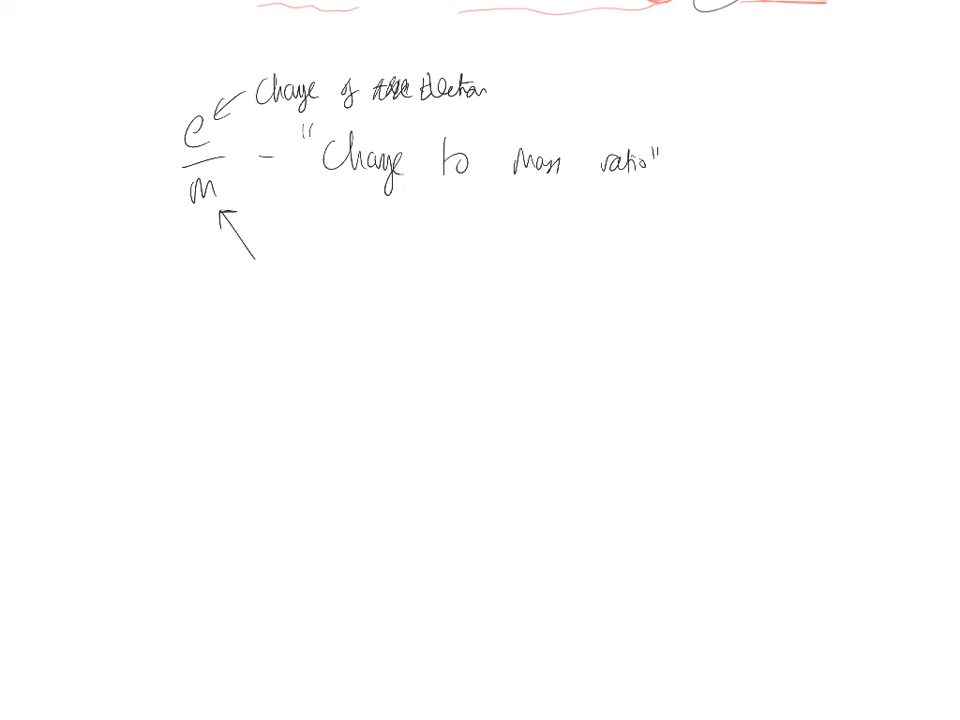 Charge of the Electron
e/m - "Charge to mass ratio"